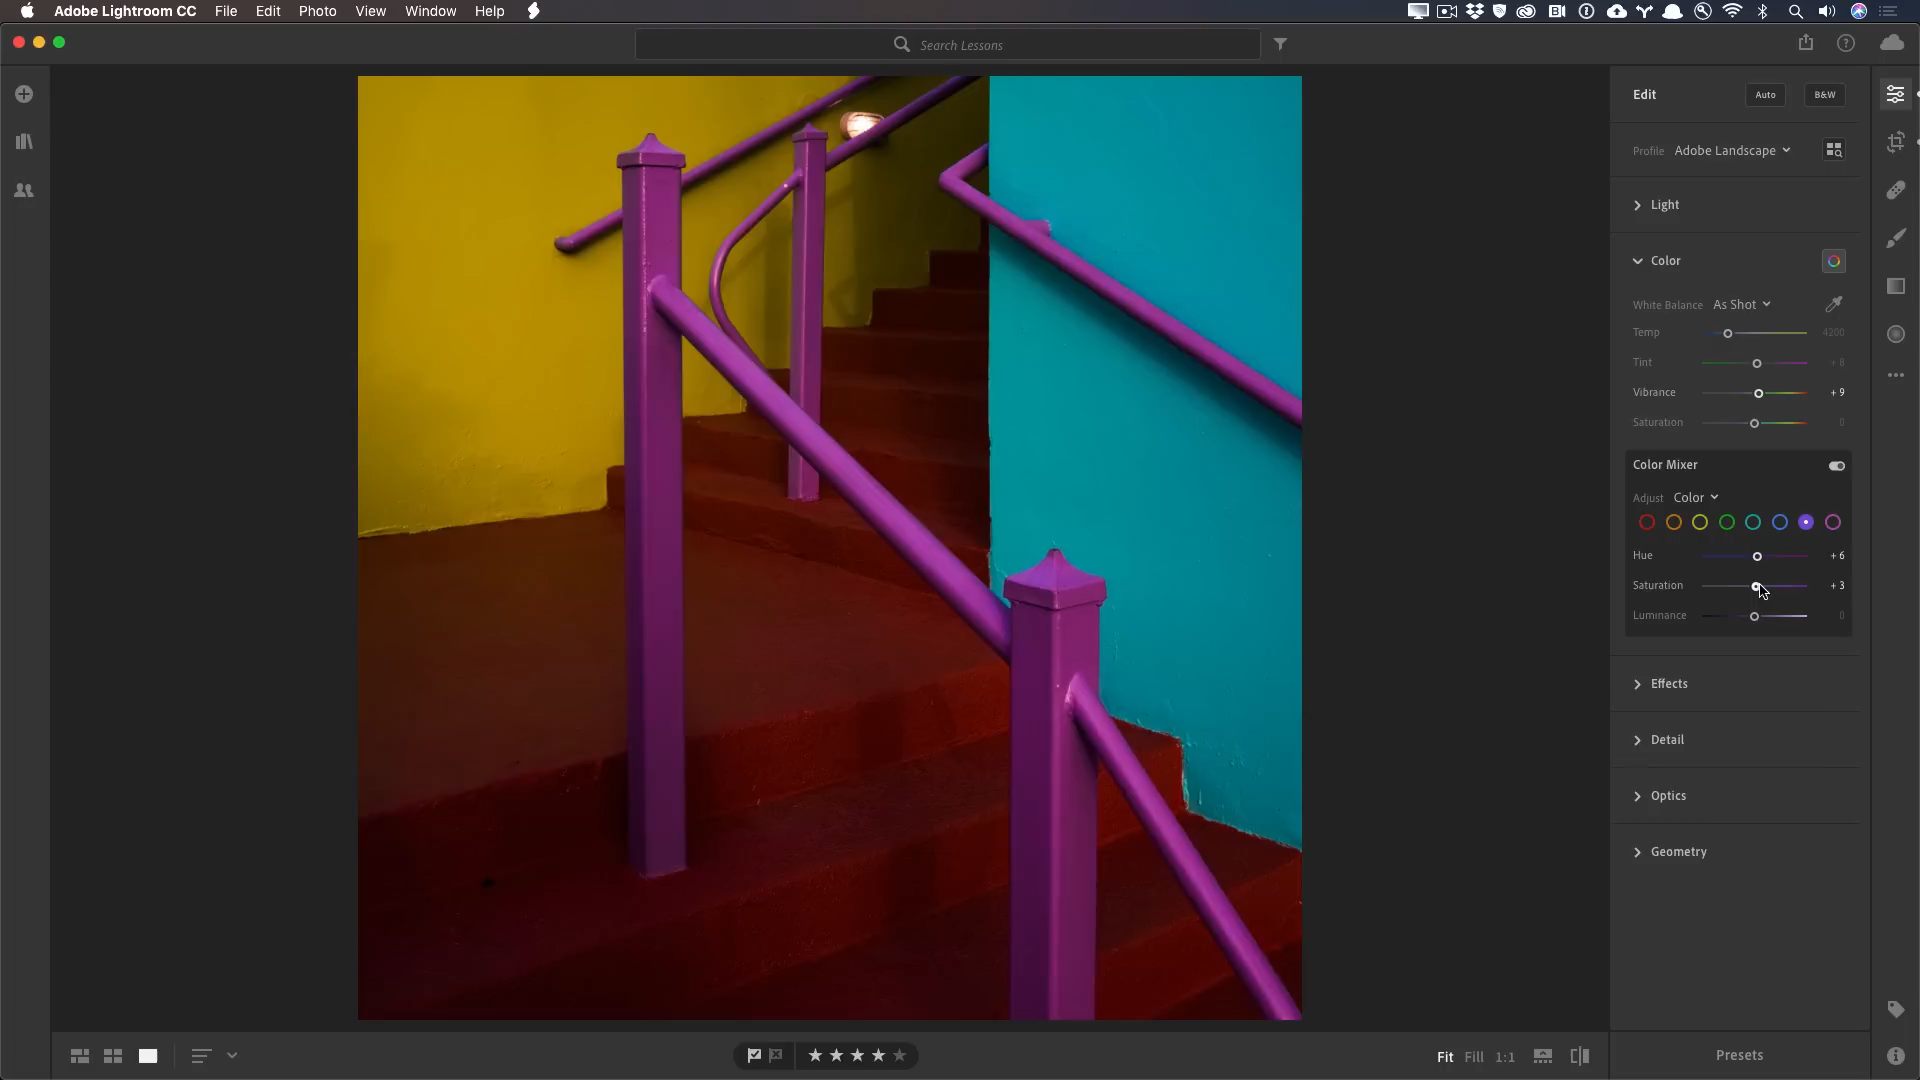 Adobe Lightroom CC File Edit Photo View Window Help
Search Lessons
Edit Auto B&W
Profile Adobe Landscape
Light
Color
White Balance As Shot
Temp 4200
Tint + 8
Vibrance + 9
Saturation 0
Color Mixer
Adjust Color
Hue + 6
Saturation + 3
Luminance 0
Effects
Detail
Optics
Geometry
Fit Fill 1:1 Presets